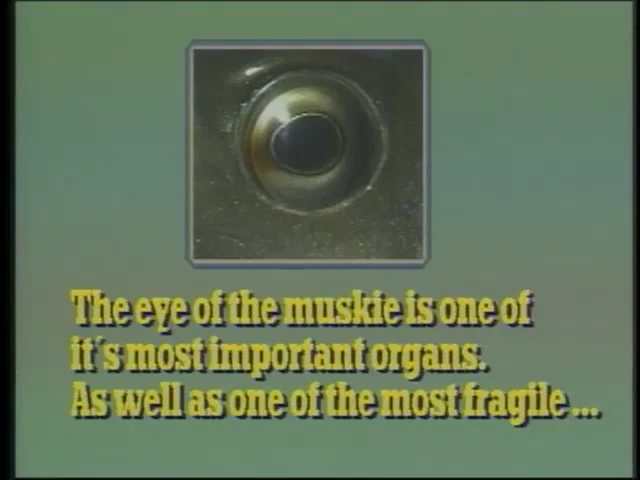 The eye of the muskie is one of
it's most important organs.
As well as one of the most fragile...